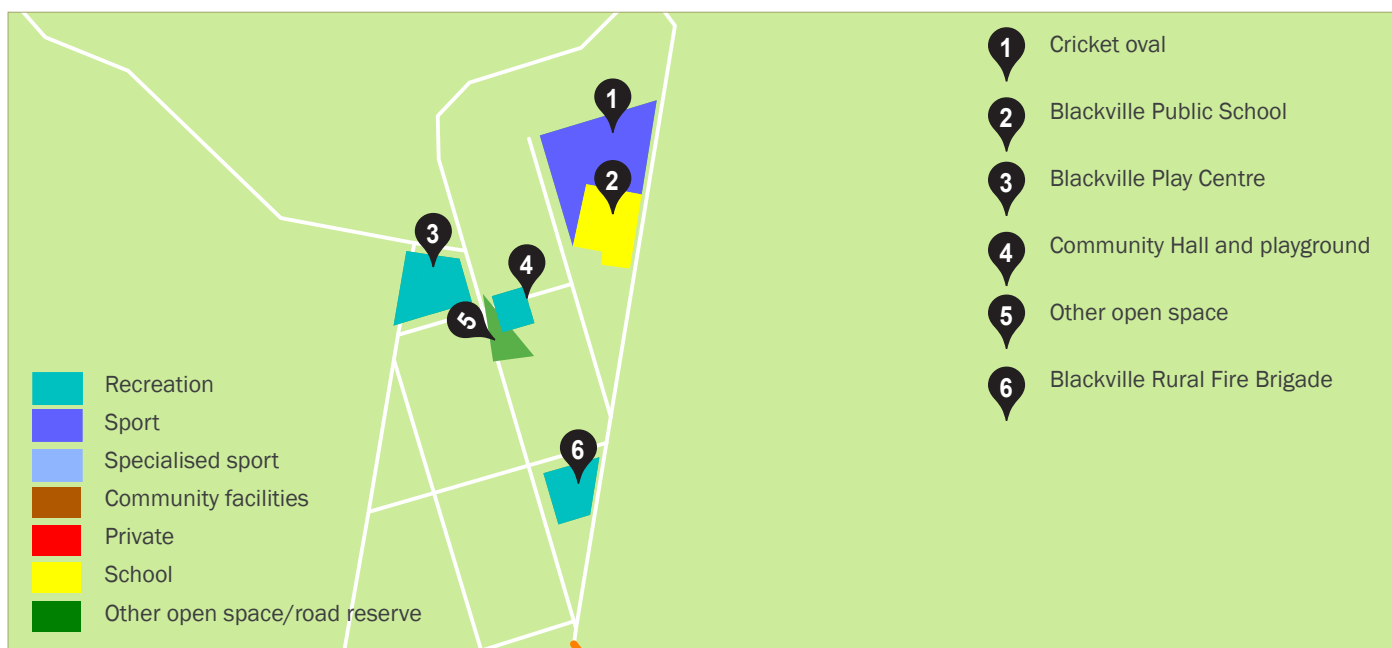 1
2
3
4
5
6
1 Cricket oval
2 Blackville Public School
3 Blackville Play Centre
4 Community Hall and playground
5 Other open space
6 Blackville Rural Fire Brigade
Recreation
Sport
Specialised sport
Community facilities
Private
School
Other open space/road reserve